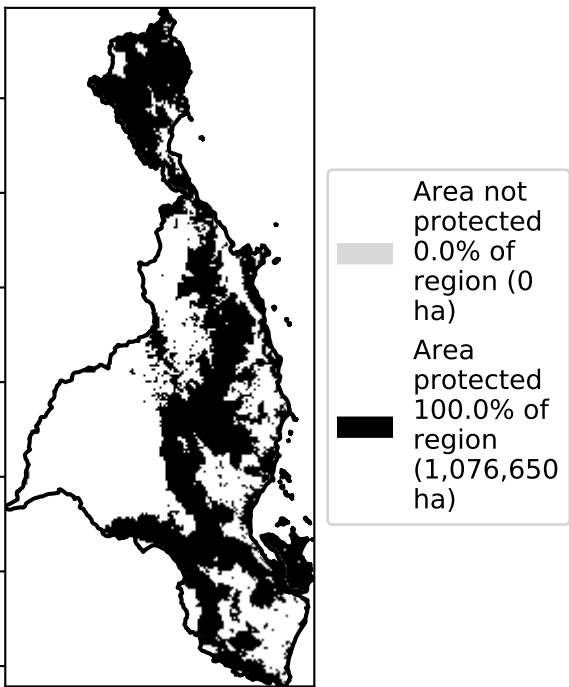 Area not
protected
0.0% of
region (0
ha)
Area
protected
100.0% of
region
(1,076,650
ha)